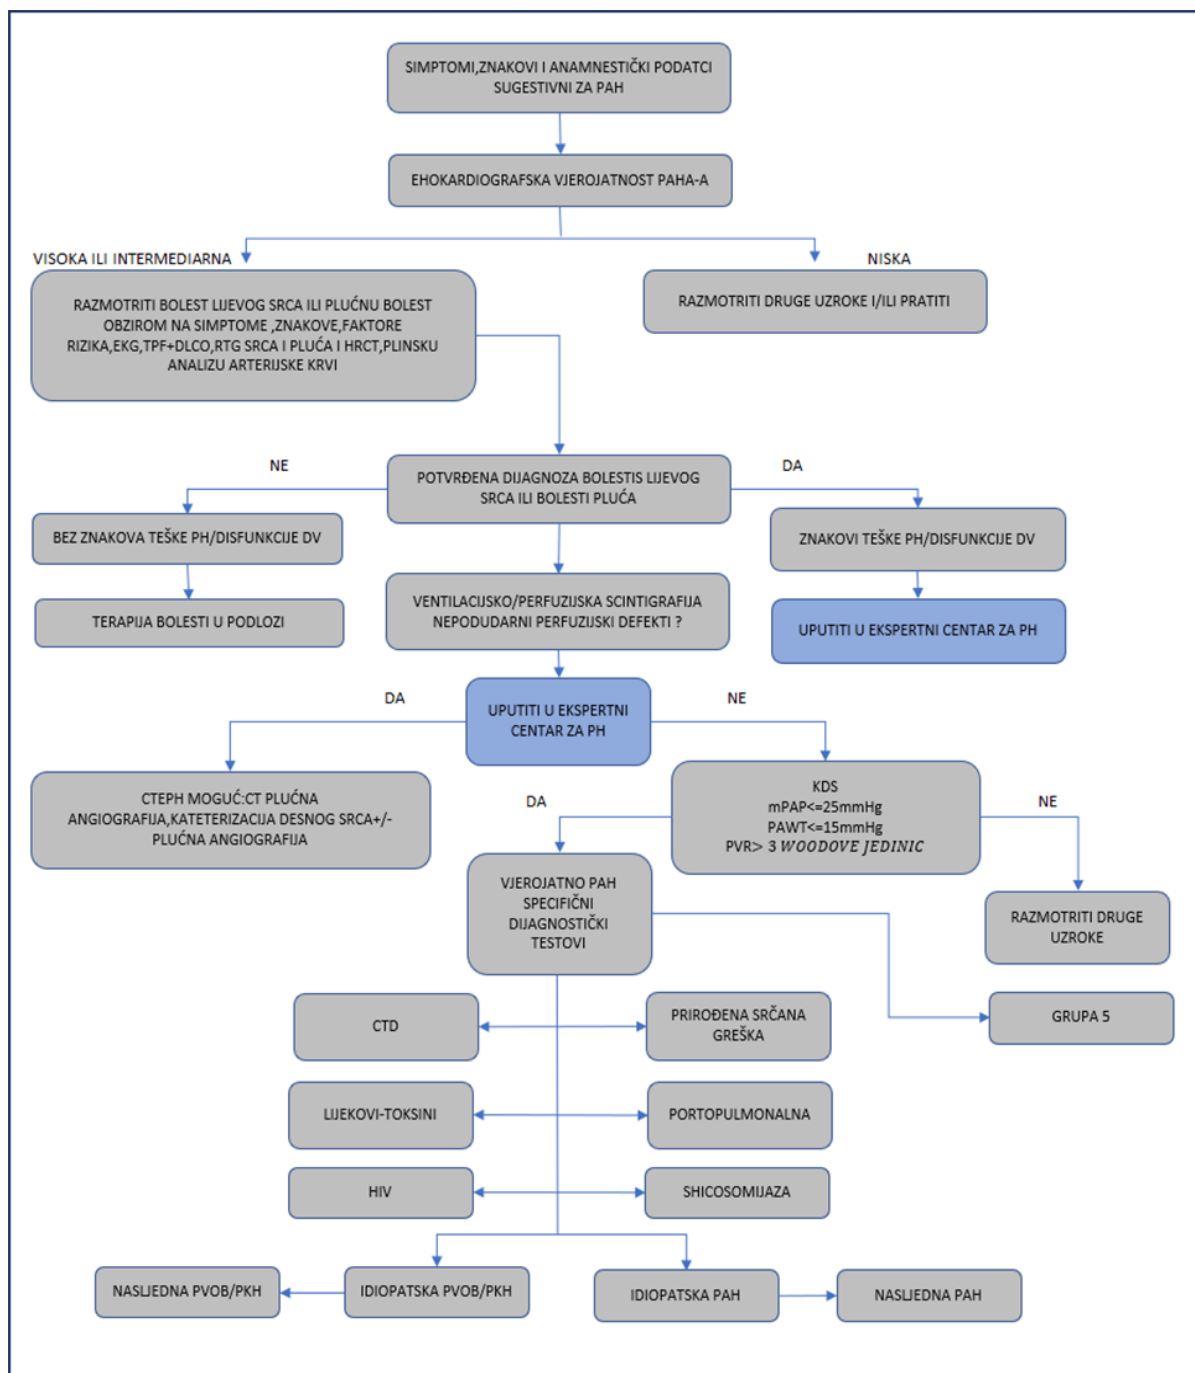 SIMPTOMI,ZNAKOVI I ANAMNESTIČKI PODATCI
SUGESTIVNI ZA PAH
EHOKARDIOGRAFSKA VJEROJATNOST PAHA-A
VISOKA ILI INTERMEDIARNA
NISKA
RAZMOTRITI BOLEST LIJEVOG SRCA ILI PLUĆNU BOLEST
OBZIROM NA SIMPTOME ,ZNAKOVE,FAKTORE
RIZIKA,EKG,TPF+DLCO,RTG SRCA I PLUĆA I HRCT,PLINSKU
ANALIZU ARTERIJSKE KRVI
RAZMOTRITI DRUGE UZROKE I/ILI PRATITI
NE
POTVRĐENA DIJAGNOZA BOLESTIS LIJEVOG
SRCA ILI BOLESTI PLUĆA
DA
BEZ ZNAKOVA TEŠKE PH/DISFUNKCIJE DV
ZNAKOVI TEŠKE PH/DISFUNKCIJE DV
TERAPIJA BOLESTI U PODLOZI
VENTILACIJSKO/PERFUZIJSKA SCINTIGRAFIJA
NEPODUDARNI PERFUZIJSKI DEFEKTI ?
UPUTITI U EKSPERTNI CENTAR ZA PH
DA
UPUTITI U EKSPERTNI
CENTAR ZA PH
NE
CTEPH MOGUĆ:CT PLUĆNA
ANGIOGRAFIJA,KATETERIZACIJA DESNOG SRCA+/-
PLUĆNA ANGIOGRAFIJA
DA
KDS
mPAP<=25mmHg
PAWT<=15mmHg
PVR> 3 WOODOVE JEDINIC
NE
VJEROJATNO PAH
SPECIFIČNI
DIJAGNOSTIČKI
TESTOVI
RAZMOTRITI DRUGE
UZROKE
CTD
PRIROĐENA SRČANA
GREŠKA
GRUPA 5
LIJEKOVI-TOKSINI
PORTOPULMONALNA
HIV
SHICOSOMIJAZA
NASLJEDNA PVOB/PKH
IDIOPATSKA PVOB/PKH
IDIOPATSKA PAH
NASLJEDNA PAH